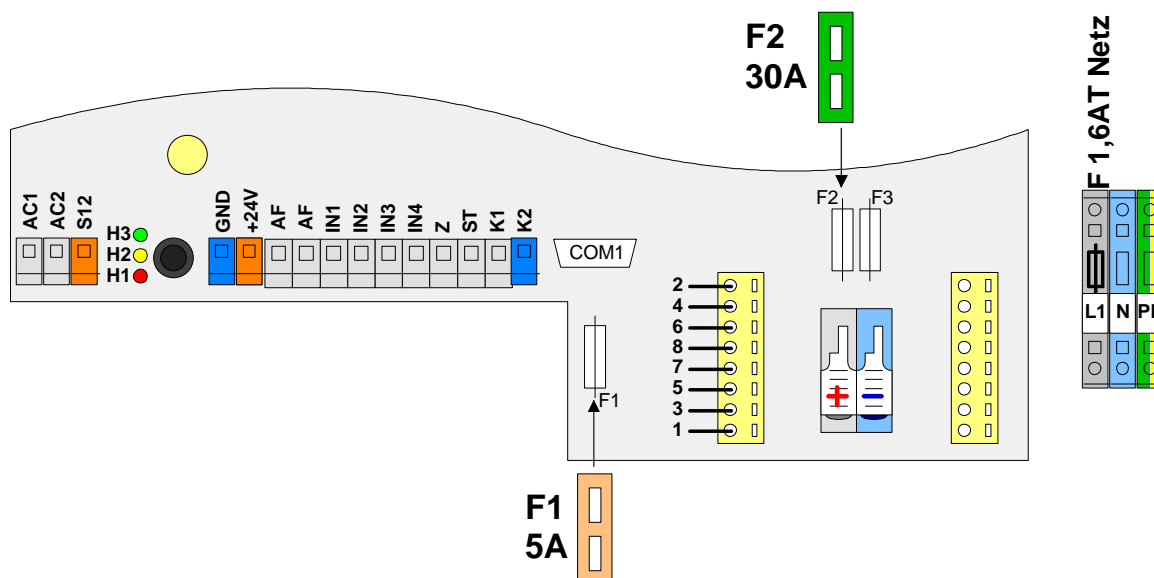 F2
30A
F 1,6AT Netz
AC1
AC2
S12
H3
H2
H1
GND
+24V
AF
AF
IN1
IN2
IN3
IN4
Z
ST
K1
K2
COM1
F2
F3
2
4
6
8
7
5
3
1
+
−
L1
N
F1
F1
5A